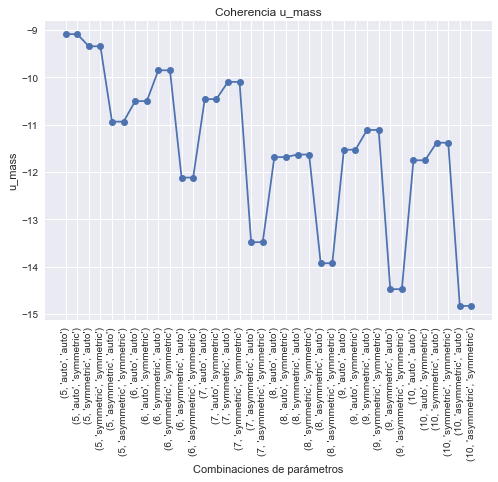 Coherencia u_mass
u_mass
−9
−10
−11
−12
−13
−14
−15
(5, 'auto', 'auto')
(5, 'auto', 'symmetric')
(5, 'symmetric', 'auto')
(5, 'symmetric', 'symmetric')
(5, 'asymmetric', 'auto')
(5, 'asymmetric', 'symmetric')
(6, 'auto', 'auto')
(6, 'auto', 'symmetric')
(6, 'symmetric', 'auto')
(6, 'symmetric', 'symmetric')
(6, 'asymmetric', 'auto')
(6, 'asymmetric', 'symmetric')
(7, 'auto', 'auto')
(7, 'auto', 'symmetric')
(7, 'symmetric', 'auto')
(7, 'symmetric', 'symmetric')
(7, 'asymmetric', 'auto')
(7, 'asymmetric', 'symmetric')
(8, 'auto', 'auto')
(8, 'auto', 'symmetric')
(8, 'symmetric', 'auto')
(8, 'symmetric', 'symmetric')
(8, 'asymmetric', 'auto')
(8, 'asymmetric', 'symmetric')
(9, 'auto', 'auto')
(9, 'auto', 'symmetric')
(9, 'symmetric', 'auto')
(9, 'symmetric', 'symmetric')
(9, 'asymmetric', 'auto')
(9, 'asymmetric', 'symmetric')
(10, 'auto', 'auto')
(10, 'auto', 'symmetric')
(10, 'symmetric', 'auto')
(10, 'symmetric', 'symmetric')
(10, 'asymmetric', 'auto')
(10, 'asymmetric', 'symmetric')
Combinaciones de parámetros